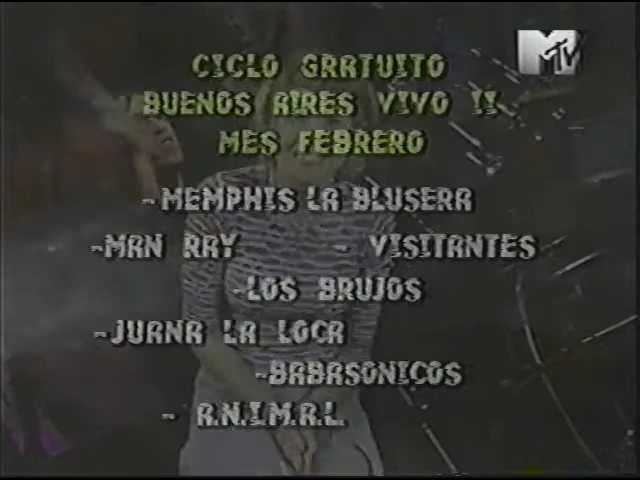 MTV
CICLO GRATUITO
BUENOS AIRES VIVO II
MES FEBRERO
-MEMPHIS LA BLUSERA
-MAN RAY - VISITANTES
-LOS BRUJOS
-JUANA LA LOCA
-BABASONICOS
- A.N.I.M.A.L.